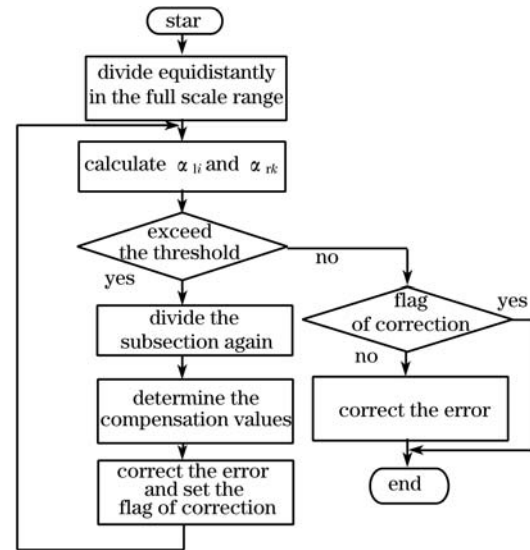 star
divide equidistantly
in the full scale range
calculate α li and α rk
exceed
the threshold
no
yes
flag
of correction
yes
no
divide the
subsection again
determine the
compensation values
correct the error
correct the error
and set the
flag of correction
end